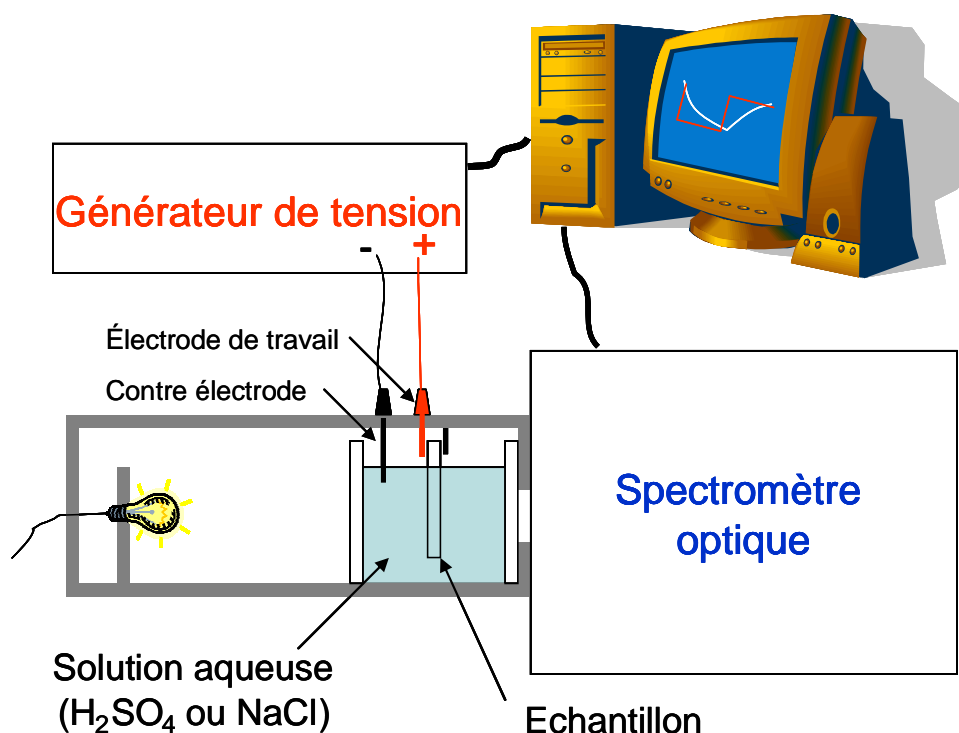 Générateur de tension
- +
Électrode de travail
Contre électrode
Spectromètre
optique
Solution aqueuse
(H₂SO₄ ou NaCl)
Echantillon